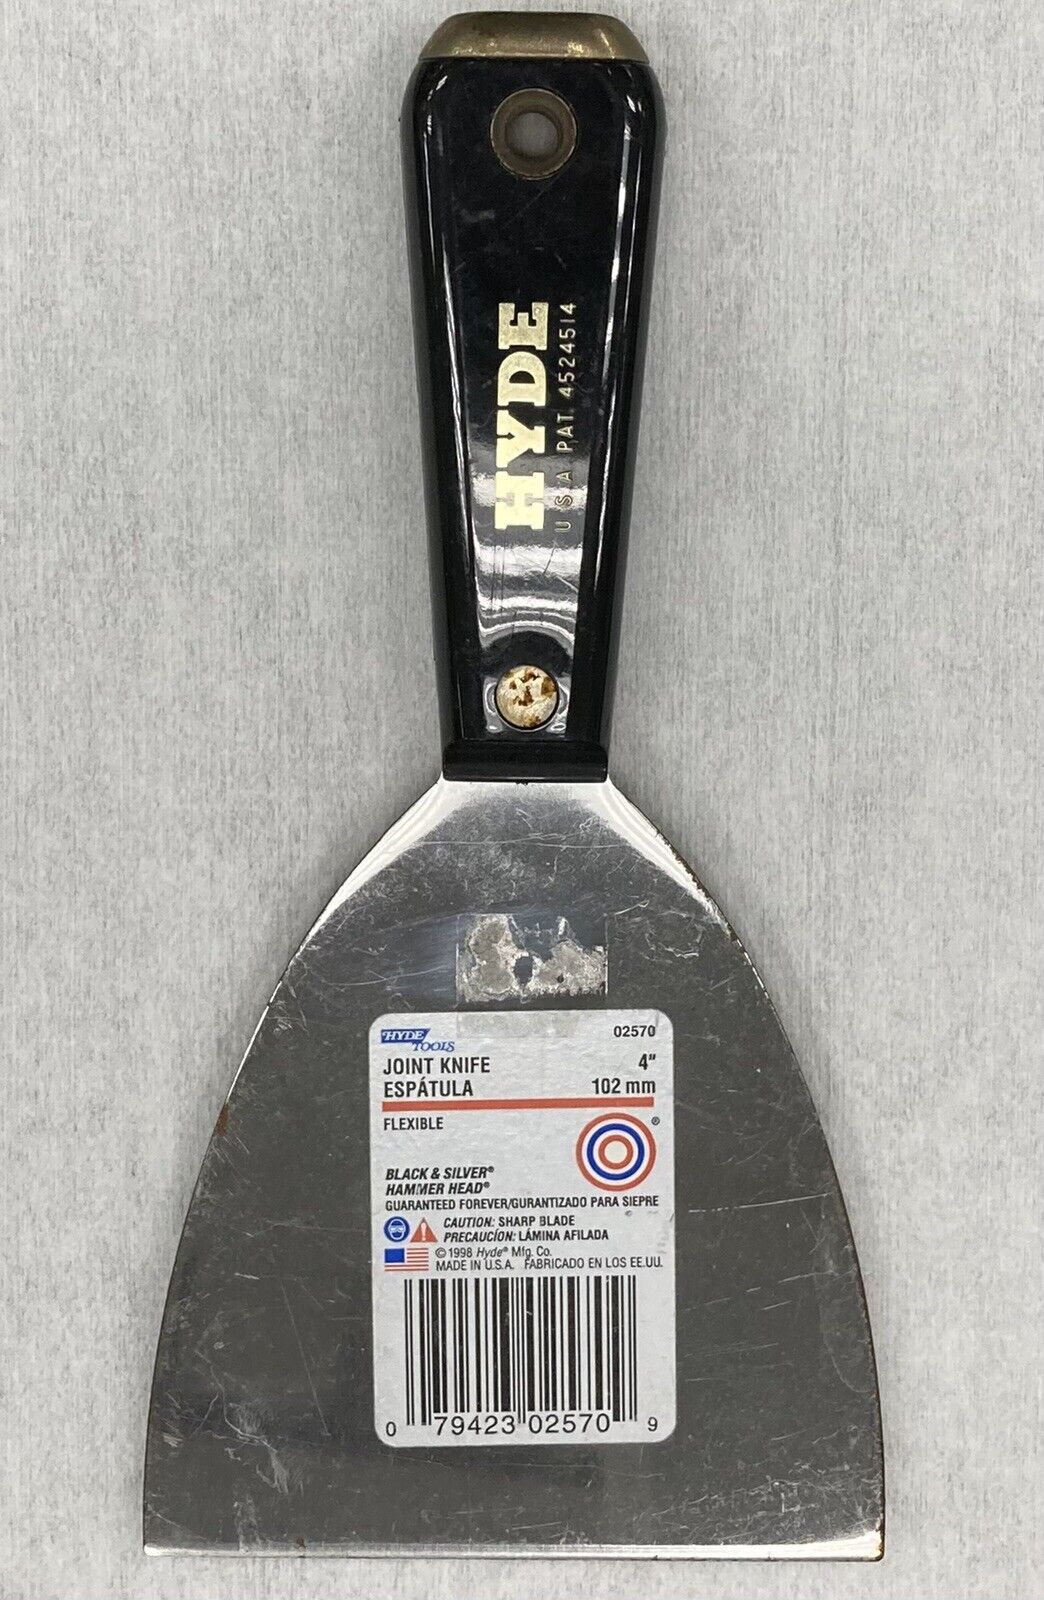 HYDE
USA PAT. 4524514
HYDE TOOLS
02570
JOINT KNIFE 4"
ESPÁTULA 102 mm
FLEXIBLE
®
BLACK & SILVER®
HAMMER HEAD®
GUARANTEED FOREVER/GURANTIZADO PARA SIEPRE
CAUTION: SHARP BLADE
PRECAUCÍON: LÁMINA AFILADA
© 1998 Hyde® Mfg. Co.
MADE IN U.S.A. FABRICADO EN LOS EE.UU.
0 79423 02570 9